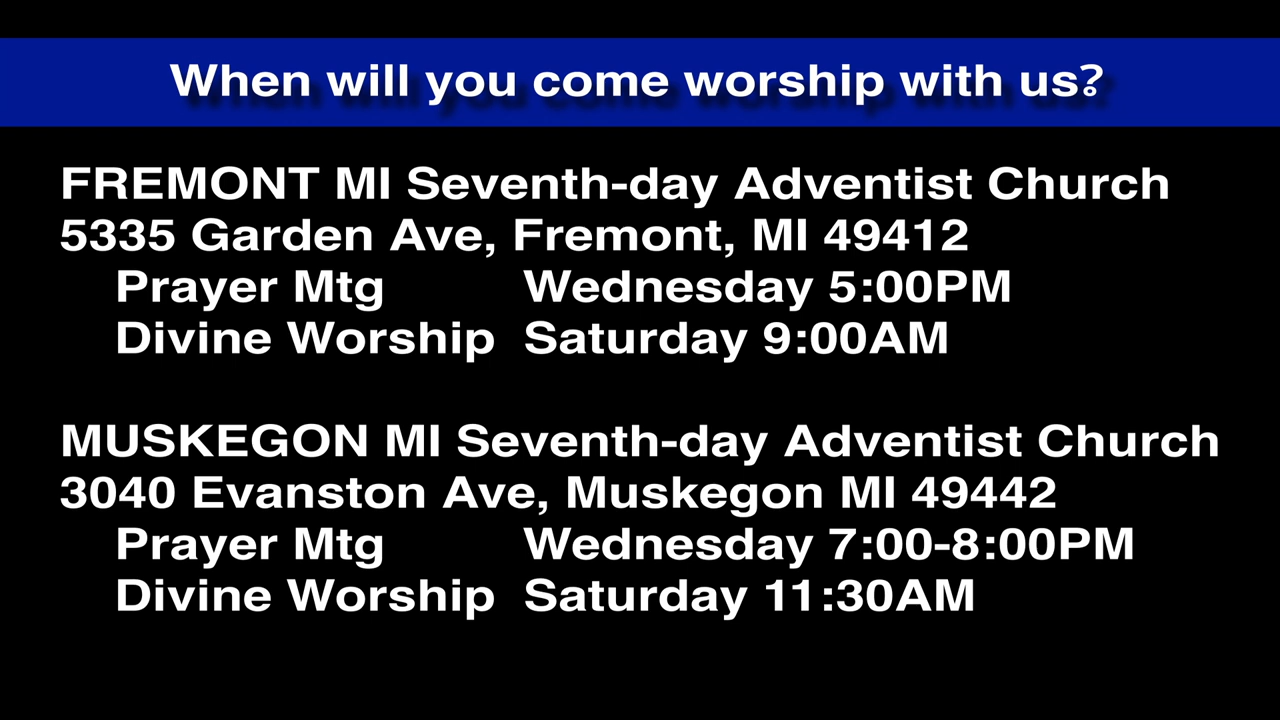 When will you come worship with us?
FREMONT MI Seventh-day Adventist Church
5335 Garden Ave, Fremont, MI 49412
Prayer Mtg Wednesday 5:00PM
Divine Worship Saturday 9:00AM
MUSKEGON MI Seventh-day Adventist Church
3040 Evanston Ave, Muskegon MI 49442
Prayer Mtg Wednesday 7:00-8:00PM
Divine Worship Saturday 11:30AM